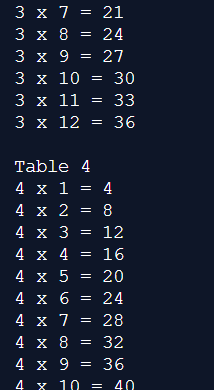 3 x 7 = 21
3 x 8 = 24
3 x 9 = 27
3 x 10 = 30
3 x 11 = 33
3 x 12 = 36

Table 4
4 x 1 = 4
4 x 2 = 8
4 x 3 = 12
4 x 4 = 16
4 x 5 = 20
4 x 6 = 24
4 x 7 = 28
4 x 8 = 32
4 x 9 = 36
4 x 10 = 40